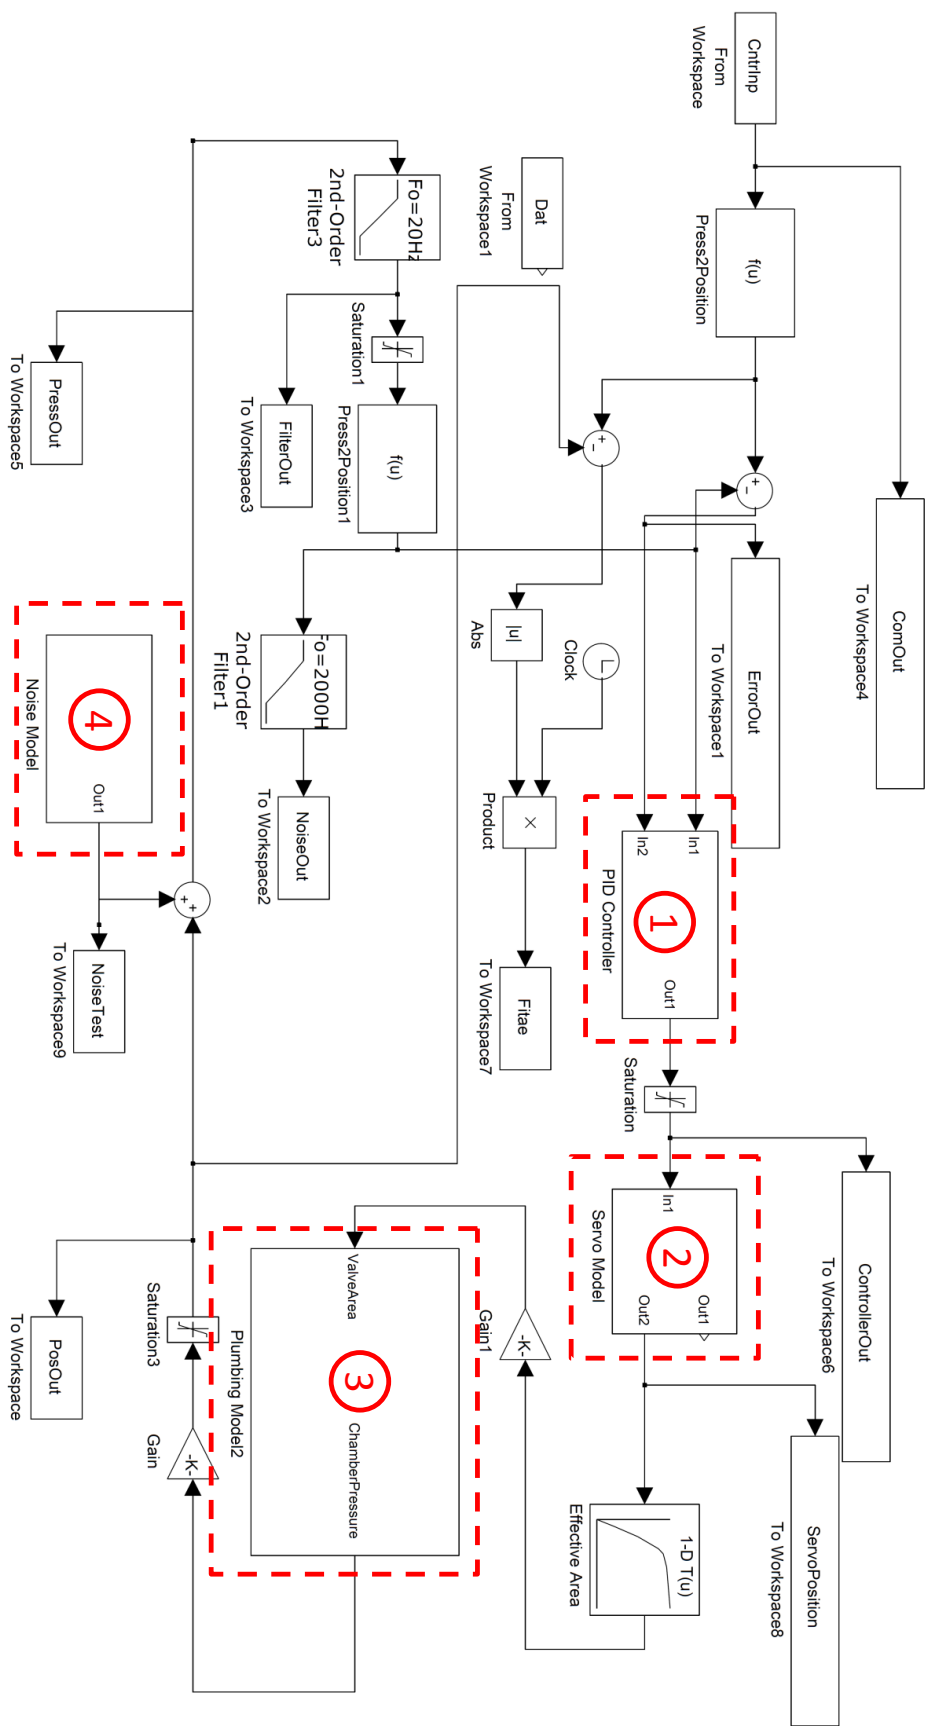 CntrlInp
From
Workspace
ComOut
To Workspace4
f(u)
Press2Position
+
-
ErrorOut
To Workspace1
In1
In2
1
Out1
PID Controller
Saturation
ControllerOut
To Workspace6
In1
2
Out1
Out2
Servo Model
ServoPosition
To Workspace8
1-D T(u)
Effective Area
Dat
From
Workspace1
+
-
|u|
Abs
Clock
×
Product
Fitae
To Workspace7
-K-
Gain1
Fo=20Hz
2nd-Order
Filter3
Saturation1
f(u)
Press2Position1
FilterOut
To Workspace3
Fo=2000H
2nd-Order
Filter1
NoiseOut
To Workspace2
ValveArea
3
ChamberPressure
Plumbing Model2
-K-
Gain
Saturation3
PosOut
To Workspace
+
+
PressOut
To Workspace5
4
Out1
Noise Model
NoiseTest
To Workspace9